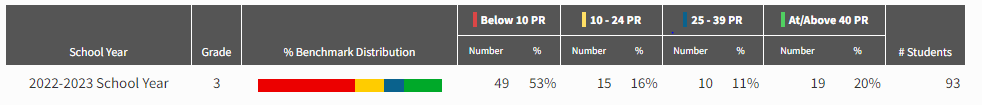 Below 10 PR 10 - 24 PR 25 - 39 PR At/Above 40 PR
School Year Grade % Benchmark Distribution Number % Number % Number % Number % # Students
2022-2023 School Year 3 49 53% 15 16% 10 11% 19 20% 93